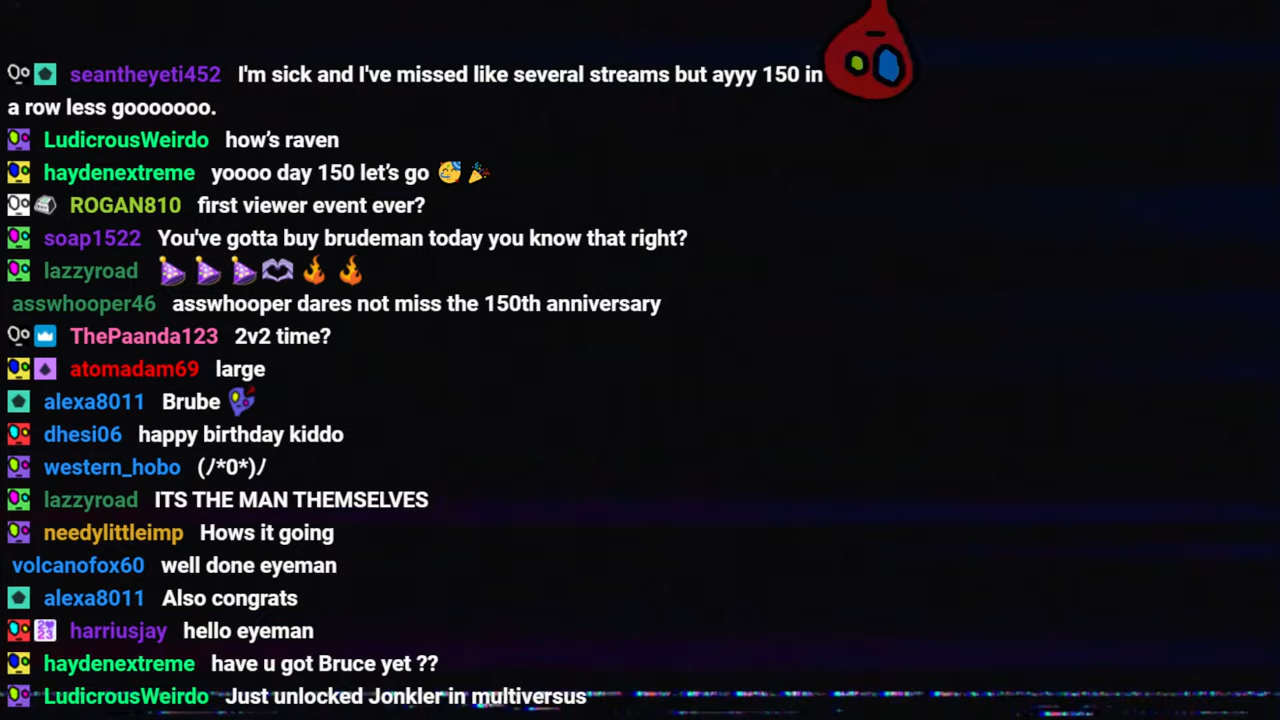 seantheyeti452 I'm sick and I've missed like several streams but ayyy 150 in
a row less gooooooo.
LudicrousWeirdo how's raven
haydenextreme yoooo day 150 let's go 😅 🎉
ROGAN810 first viewer event ever?
soap1522 You've gotta buy brudeman today you know that right?
lazzyroad
asswhooper46 asswhooper dares not miss the 150th anniversary
ThePaanda123 2v2 time?
atomadam69 large
alexa8011 Brube
dhesi06 happy birthday kiddo
western_hobo (/*0*)/
lazzyroad ITS THE MAN THEMSELVES
needylittleimp Hows it going
volcanofox60 well done eyeman
alexa8011 Also congrats
harriusjay hello eyeman
haydenextreme have u got Bruce yet ??
LudicrousWeirdo Just unlocked Jonkler in multiversus